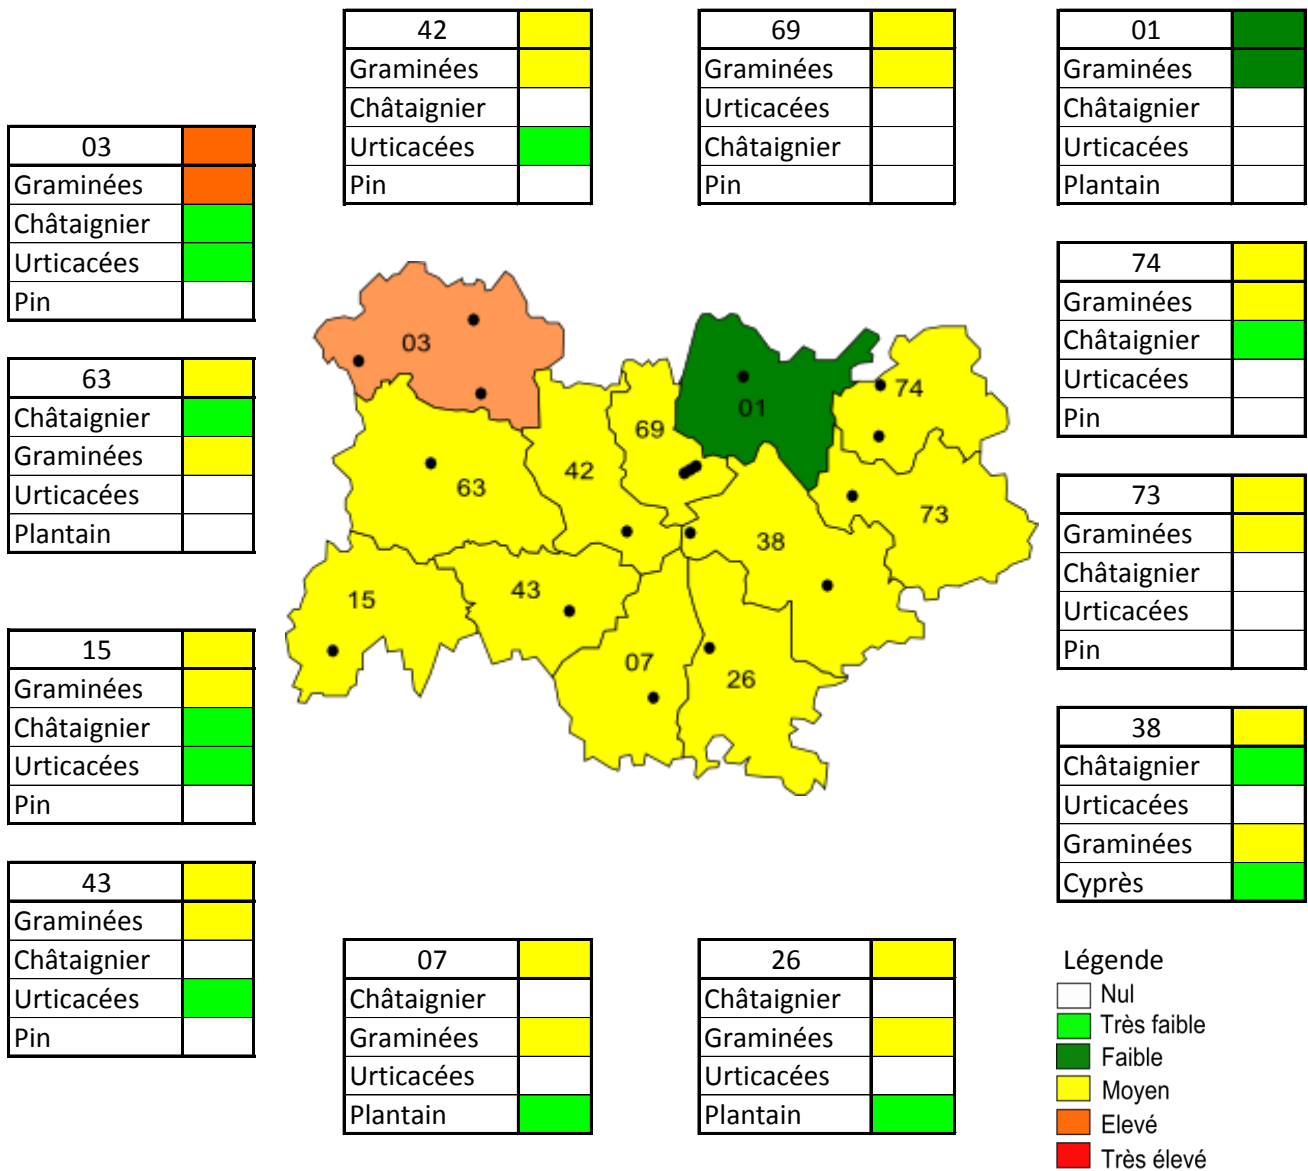 42
Graminées
Châtaignier
Urticacées
Pin
69
Graminées
Urticacées
Châtaignier
Pin
01
Graminées
Châtaignier
Urticacées
Plantain
03
Graminées
Châtaignier
Urticacées
Pin
74
Graminées
Châtaignier
Urticacées
Pin
63
Châtaignier
Graminées
Urticacées
Plantain
03
01
74
69
42
63
73
38
43
15
07
26
73
Graminées
Châtaignier
Urticacées
Pin
15
Graminées
Châtaignier
Urticacées
Pin
38
Châtaignier
Urticacées
Graminées
Cyprès
43
Graminées
Châtaignier
Urticacées
Pin
07
Châtaignier
Graminées
Urticacées
Plantain
26
Châtaignier
Graminées
Urticacées
Plantain
Légende
Nul
Très faible
Faible
Moyen
Elevé
Très élevé